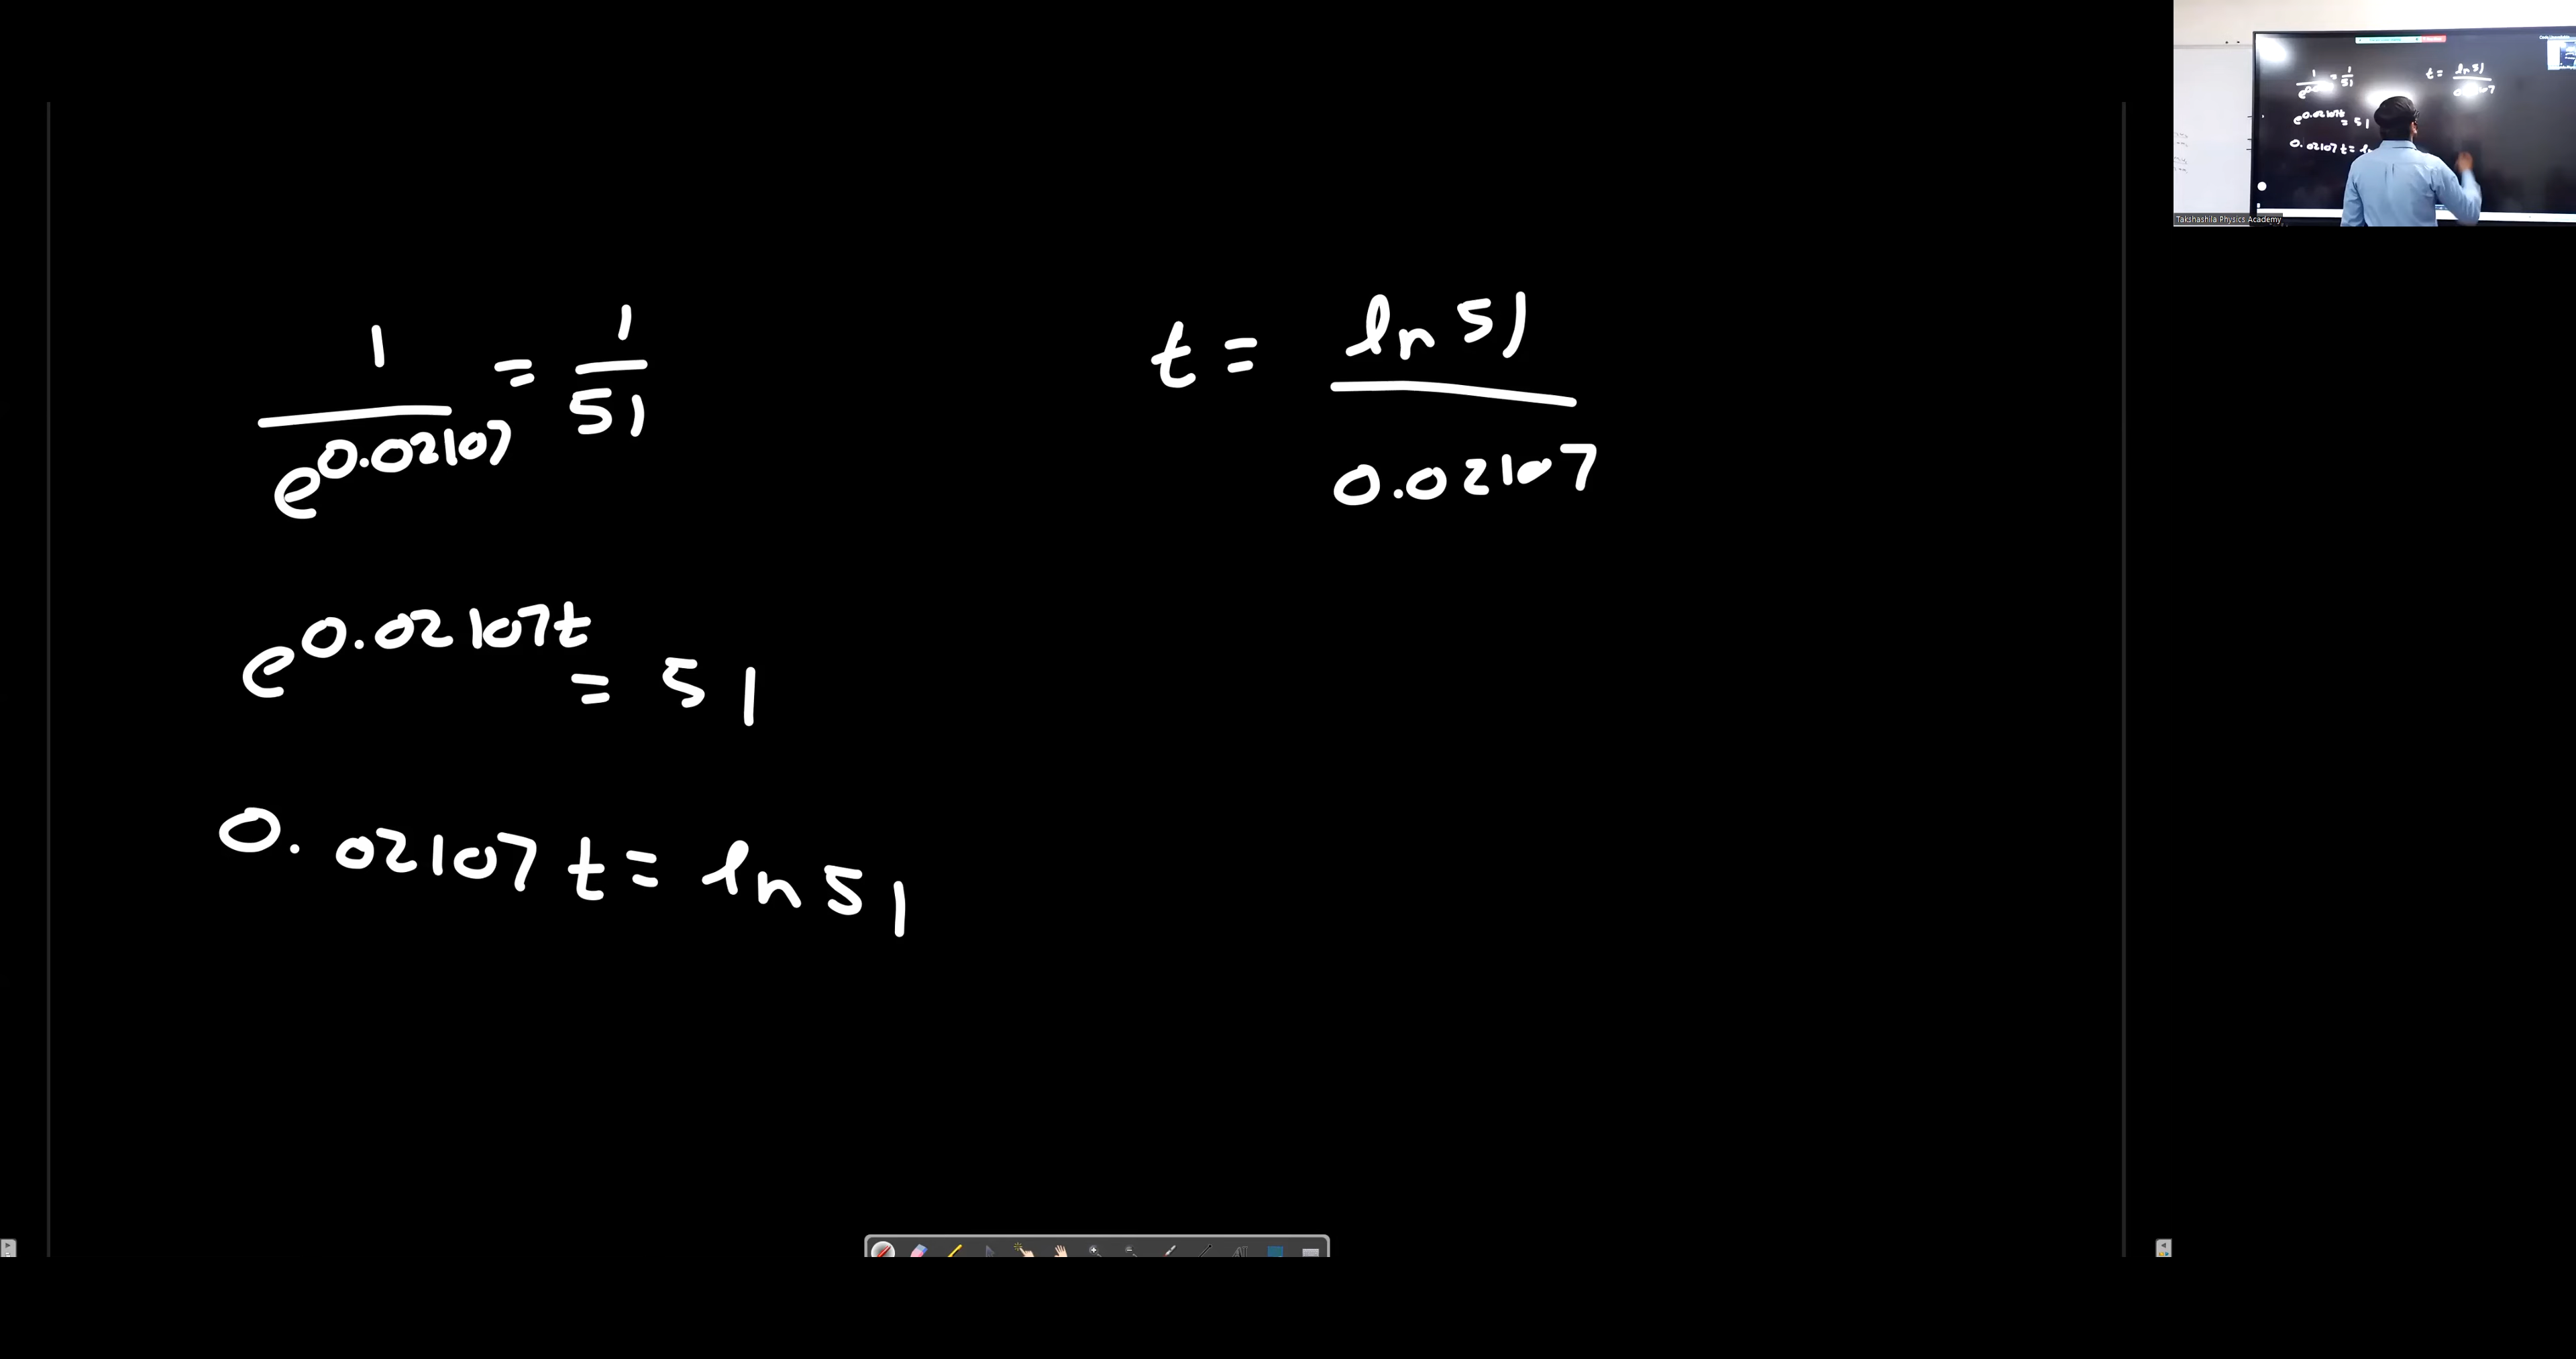 1/e^0.02107 = 1/51
e^0.02107t = 51
0.02107 t = ln 51
t = ln 51/0.02107
Takshashila Physics Academy